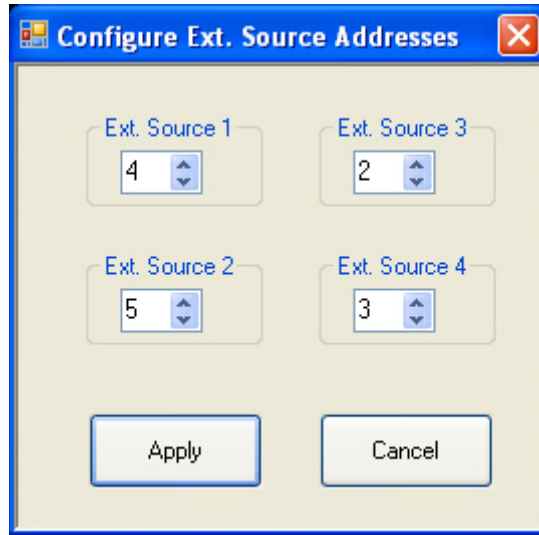 Configure Ext. Source Addresses
Ext. Source 1
4
Ext. Source 3
2
Ext. Source 2
5
Ext. Source 4
3
Apply
Cancel